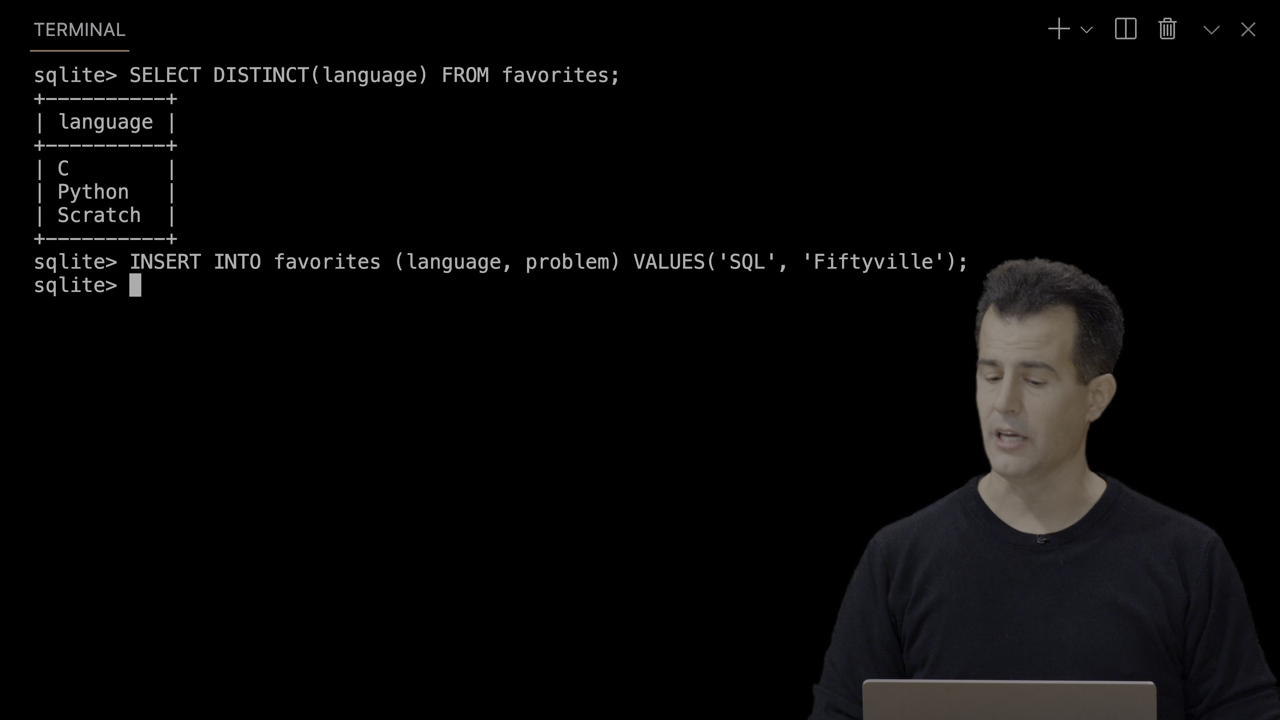 TERMINAL
sqlite> SELECT DISTINCT(language) FROM favorites;
+----------+
| language |
+----------+
| C        |
| Python   |
| Scratch  |
+----------+
sqlite> INSERT INTO favorites (language, problem) VALUES('SQL', 'Fiftyville');
sqlite>